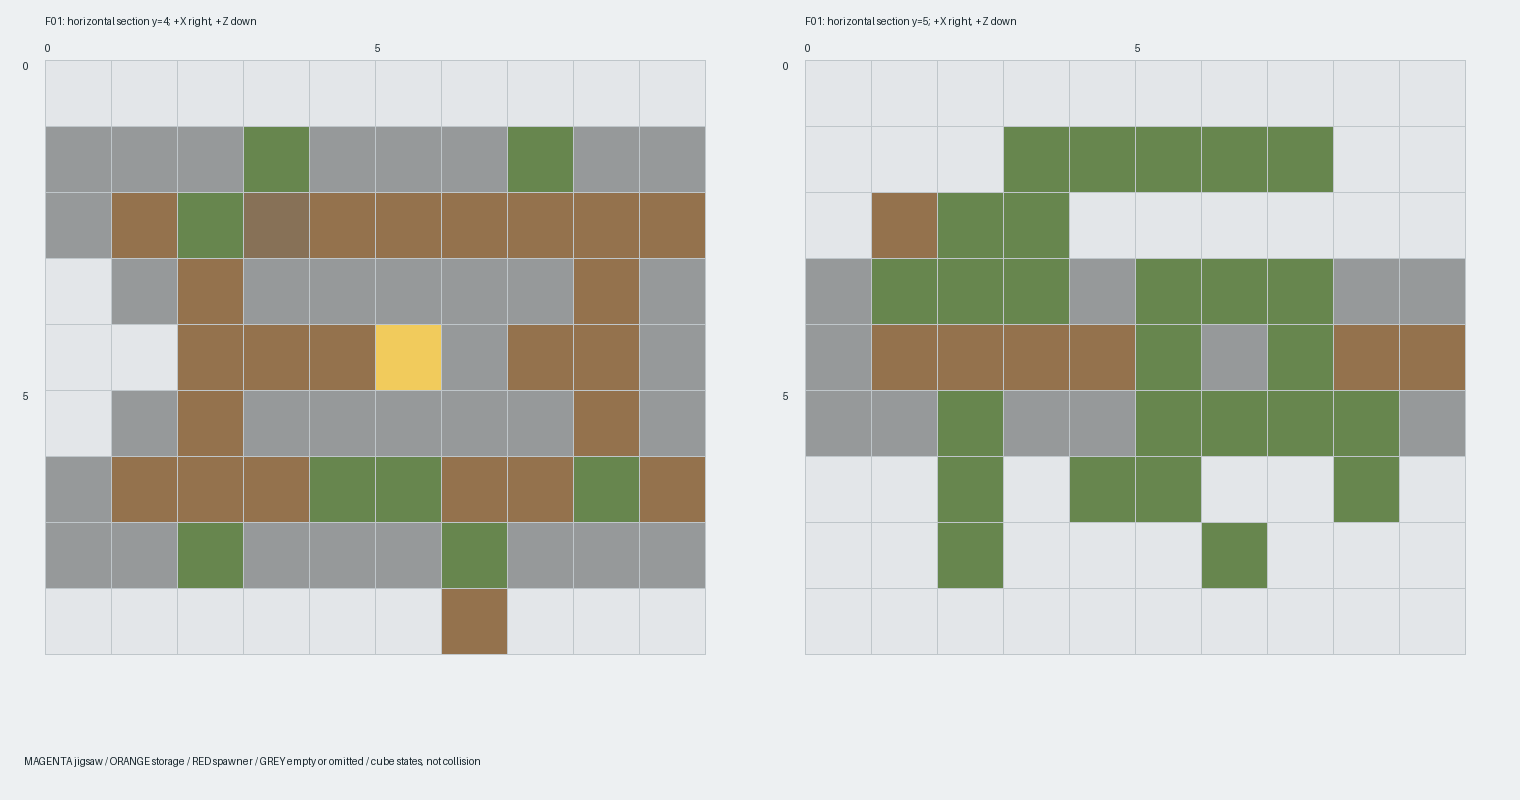 F01: horizontal section y=4; +X right, +Z down
F01: horizontal section y=5; +X right, +Z down
0 5
0 5
0
0
5
5
MAGENTA jigsaw / ORANGE storage / RED spawner / GREY empty or omitted / cube states, not collision